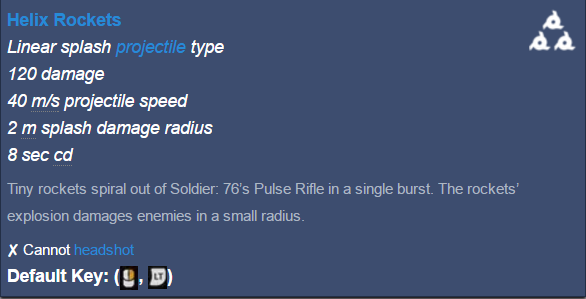 Helix Rockets
Linear splash projectile type
120 damage
40 m/s projectile speed
2 m splash damage radius
8 sec cd
Tiny rockets spiral out of Soldier: 76’s Pulse Rifle in a single burst. The rockets’
explosion damages enemies in a small radius.
✗ Cannot headshot
Default Key: ( , LT)